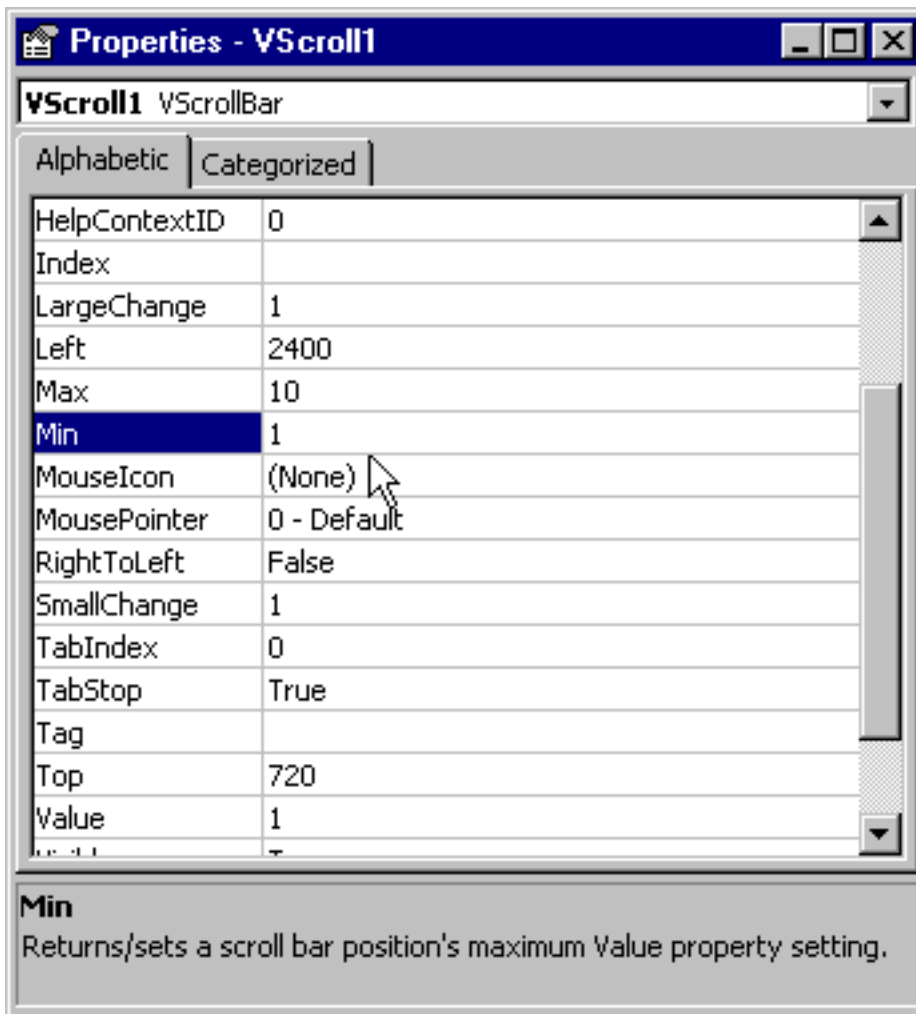 Properties - VScroll1
VScroll1 VScrollBar
Alphabetic Categorized
HelpContextID 0
Index
LargeChange 1
Left 2400
Max 10
Min 1
MouseIcon (None)
MousePointer 0 - Default
RightToLeft False
SmallChange 1
TabIndex 0
TabStop True
Tag
Top 720
Value 1
Min
Returns/sets a scroll bar position's maximum Value property setting.